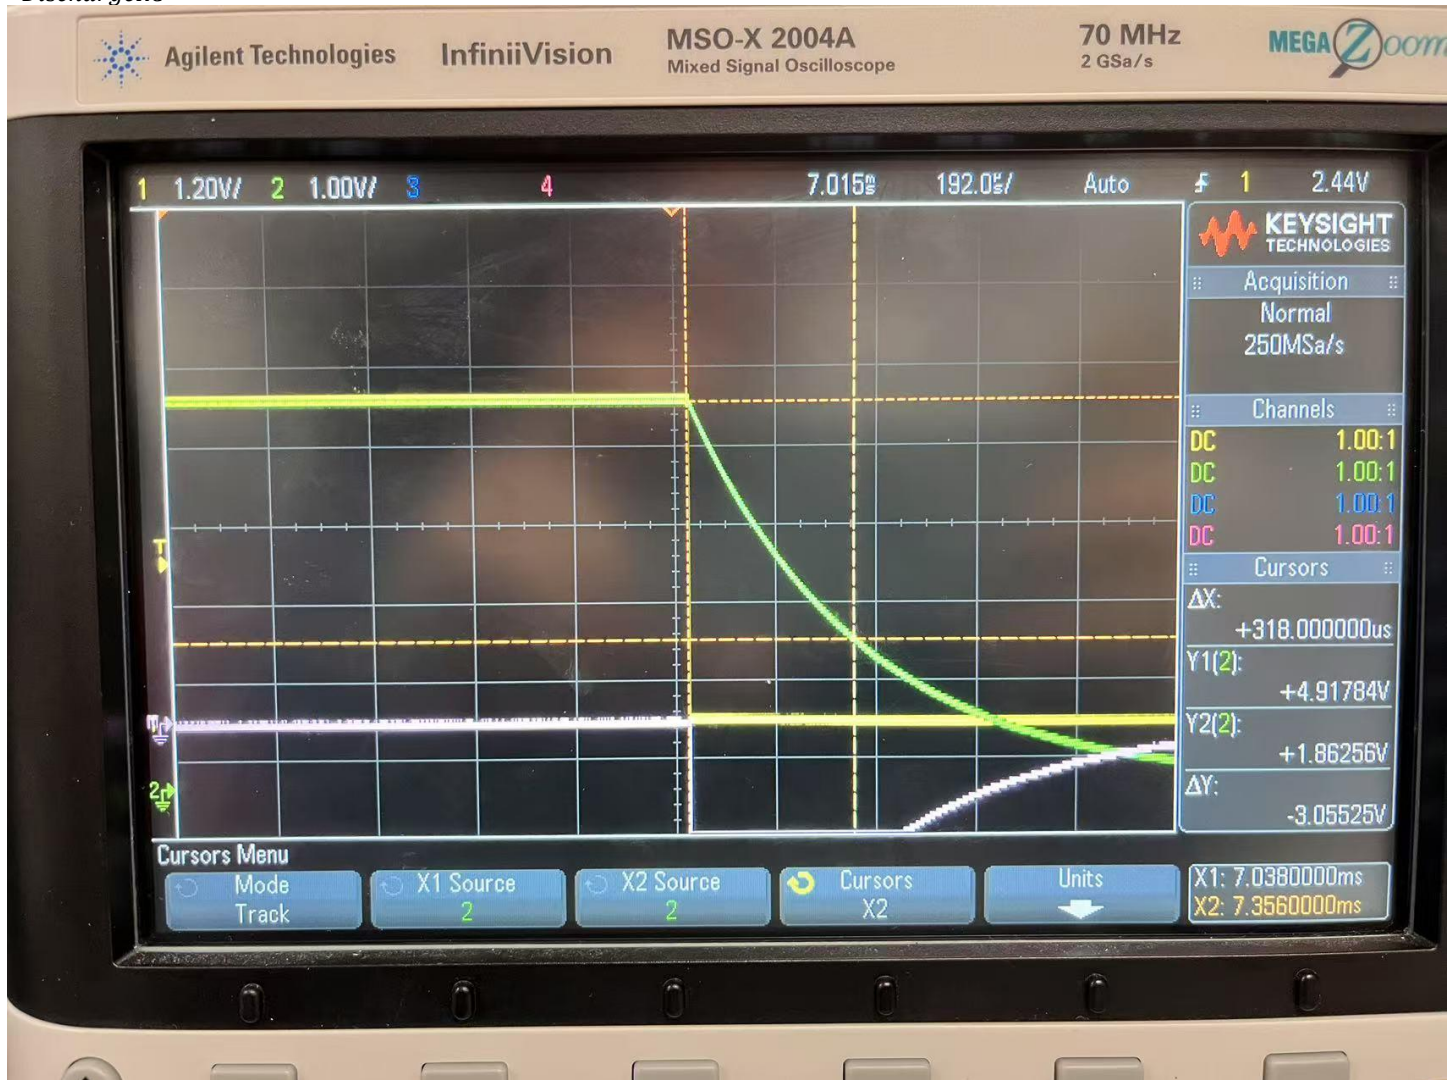 Agilent Technologies InfiniiVision MSO-X 2004A 70 MHz MEGA Zoom
Mixed Signal Oscilloscope 2 GSa/s
1 1.20V/ 2 1.00V/ 3 4 7.015ms 192.0us/ Auto 1 2.44V
KEYSIGHT
TECHNOLOGIES
Acquisition
Normal
250MSa/s
Channels
DC 1.00:1
DC 1.00:1
DC 1.00:1
DC 1.00:1
Cursors
ΔX:
+318.000000us
Y1(2):
+4.91784V
Y2(2):
+1.86256V
ΔY:
-3.05525V
T
2
Cursors Menu
Mode
Track
X1 Source
2
X2 Source
2
Cursors
X2
Units
X1: 7.0380000ms
X2: 7.3560000ms